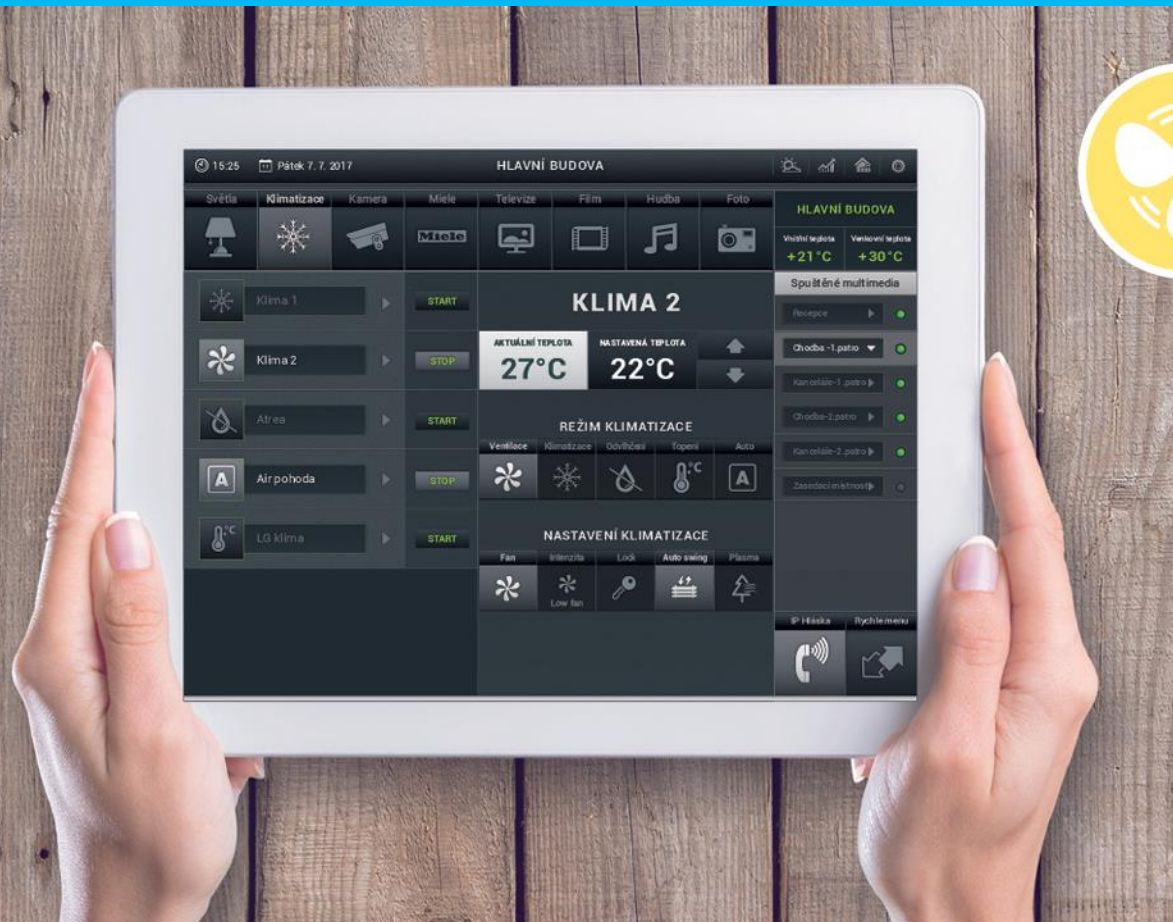 15:25 Pátek 7. 7. 2017 HLAVNÍ BUDOVA
Světla Klimatizace Kamera Miele Televize Film Hudba Foto
Miele
HLAVNÍ BUDOVA
Vnitřní teplota Venkovní teplota
+21°C +30°C
Klima 1 START
Klima 2 STOP
Atrea START
Air pohoda STOP
LG klima START
KLIMA 2
AKTUÁLNÍ TEPLOTA NASTAVENÁ TEPLOTA
27°C 22°C
REŽIM KLIMATIZACE
Ventilace Klimatizace Odvlhčení Topení Auto
°C A
NASTAVENÍ KLIMATIZACE
Fan Intenzita Lock Auto swing Plasma
Low fan
Spuštěné multimedia
Recepce
Chodba -1.patro
Kanceláře-1.patro
Chodba-2.patro
Kanceláře-2.patro
Zasedací místnost
IP Hláska Rychle menu